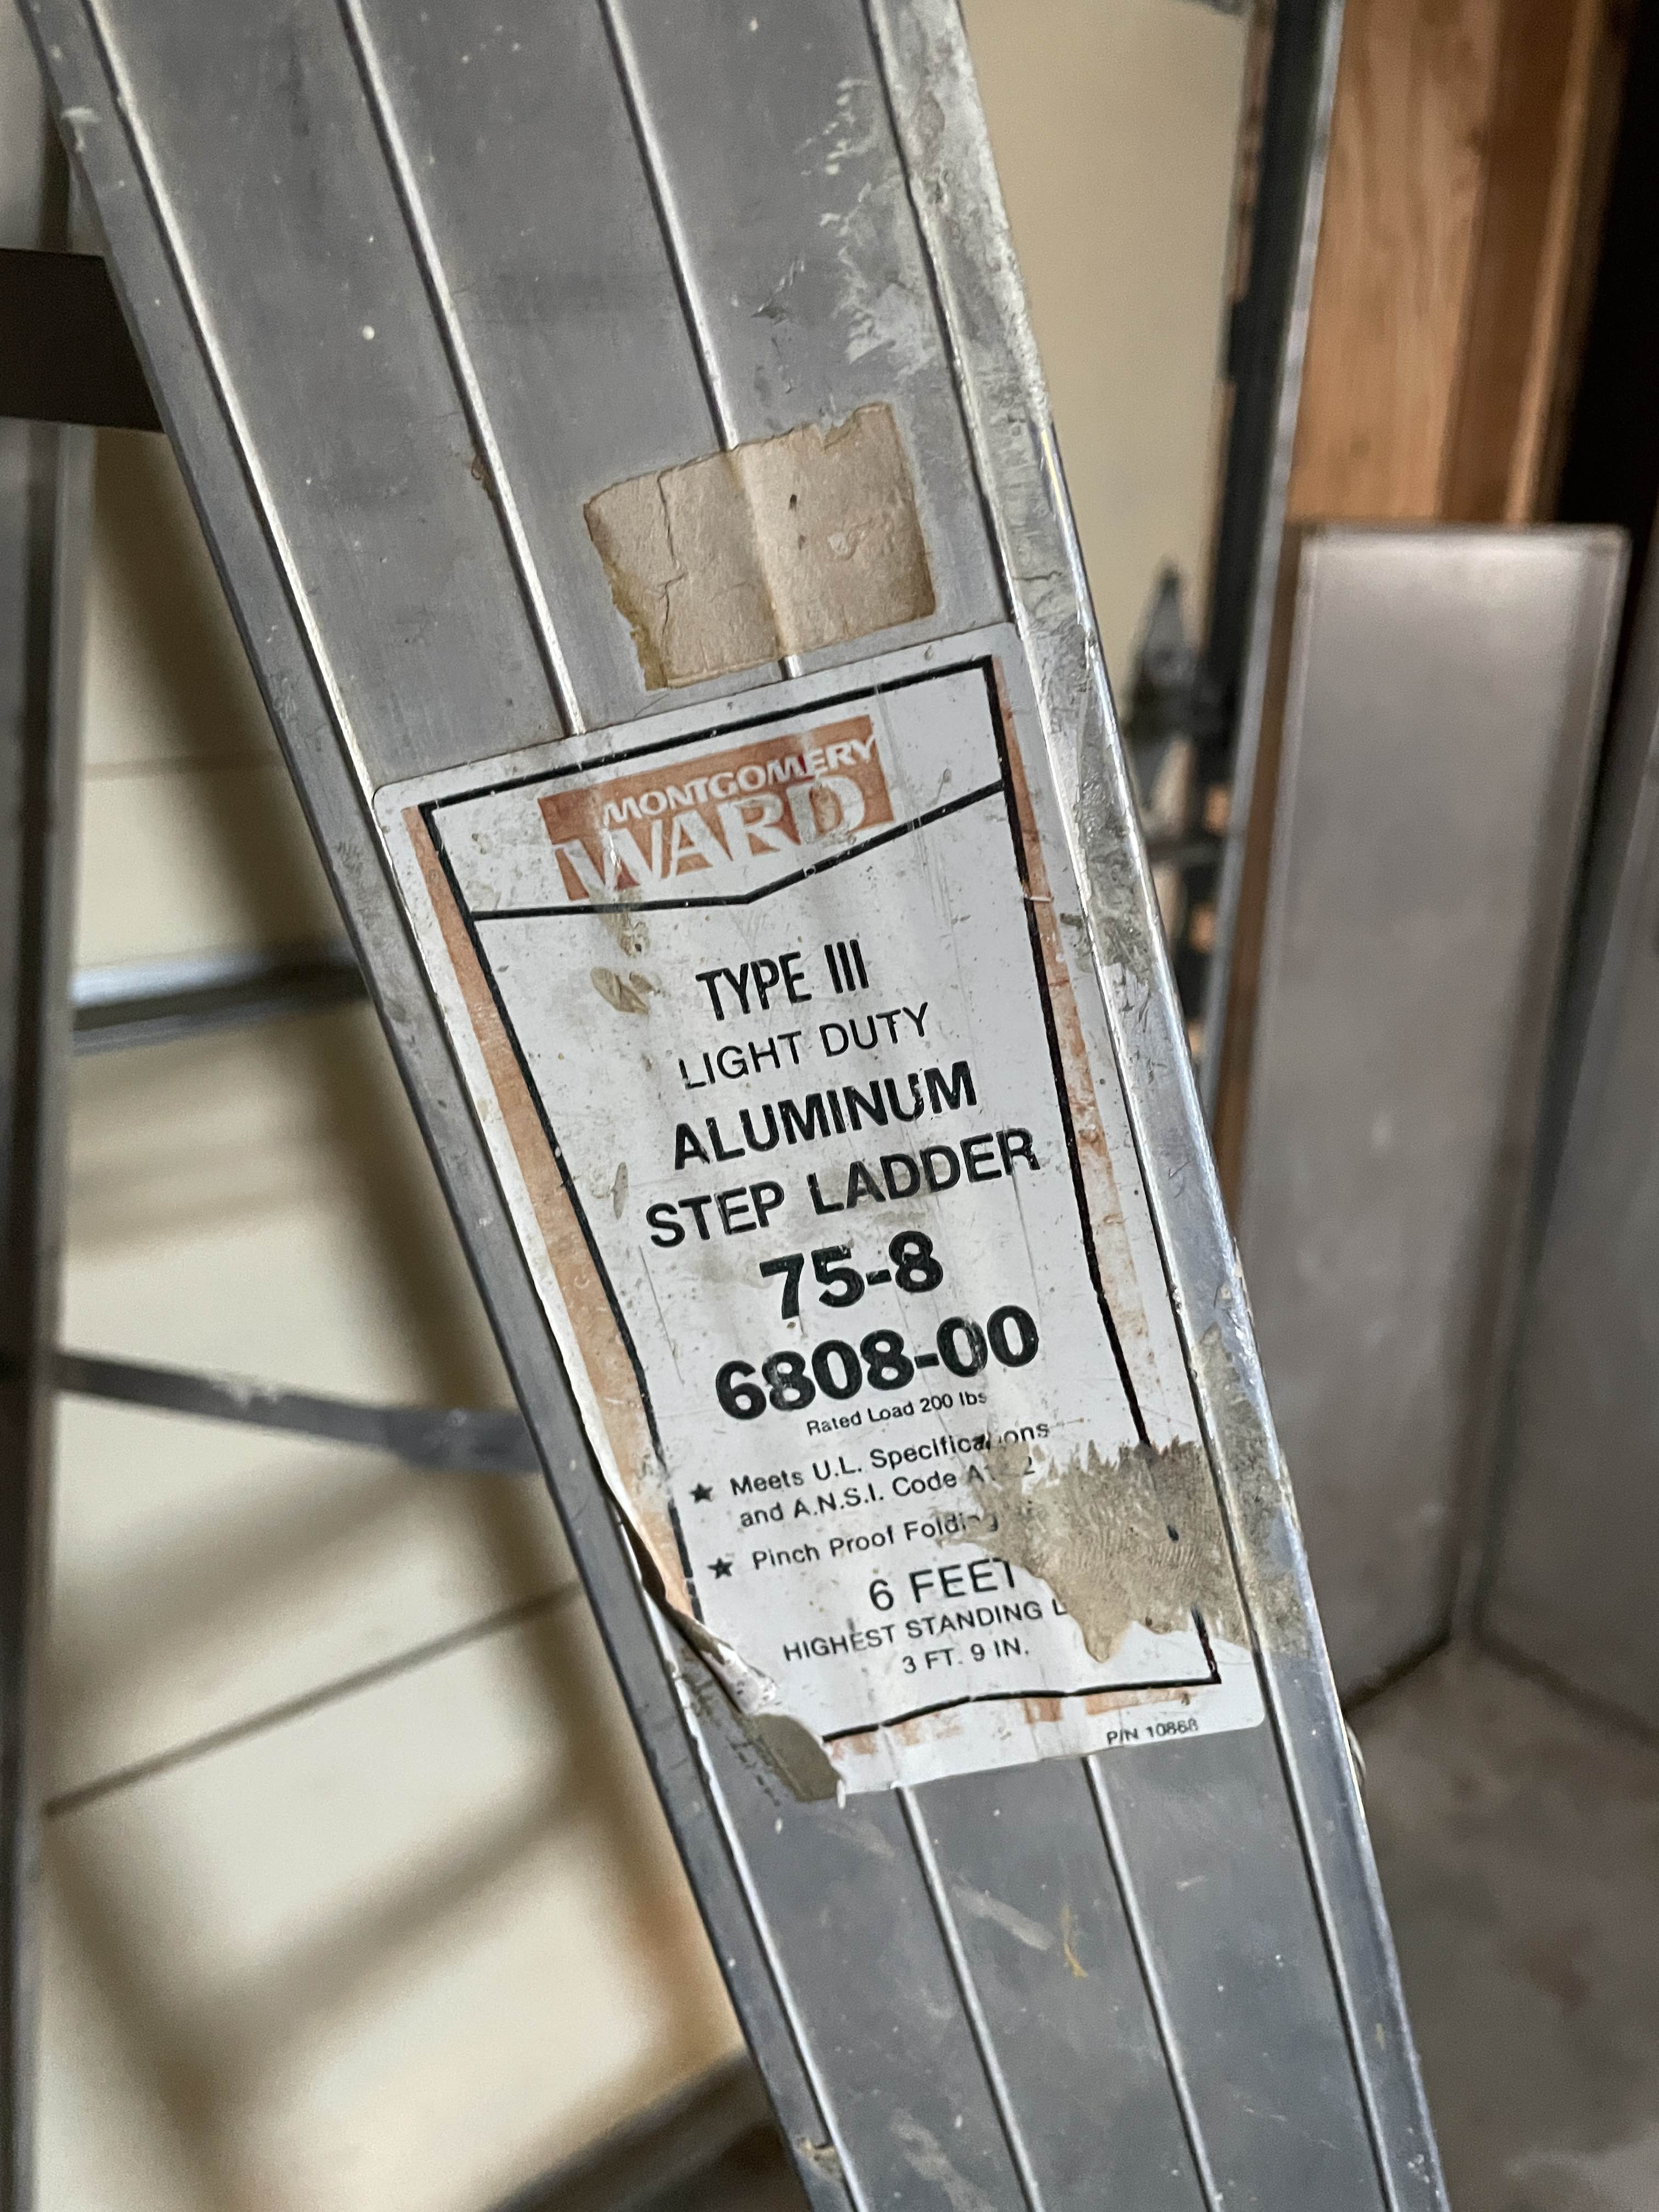 MONTGOMERY
WARD
TYPE III
LIGHT DUTY
ALUMINUM
STEP LADDER
75-8
6808-00
Rated Load 200 lbs
★ Meets U.L. Specifications
and A.N.S.I. Code
★ Pinch Proof Folding
6 FEET
HIGHEST STANDING
3 FT. 9 IN.
P/N 10868